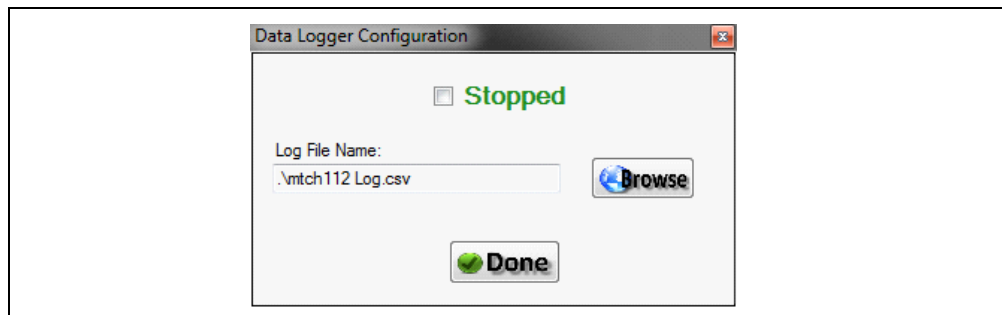 Data Logger Configuration
Stopped
Log File Name:
.\mtch112 Log.csv
Browse
Done